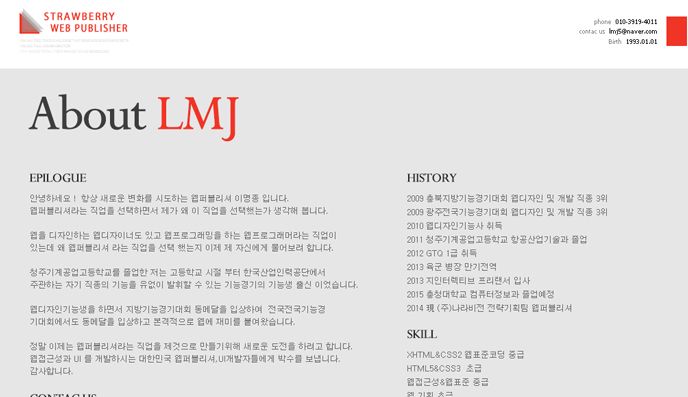 STRAWBERRY
WEB PUBLISHER
phone 010-3919-4011
contac us lmj5@naver.com
Birth 1993.01.01
About LMJ
EPILOGUE
안녕하세요! 항상 새로운 변화를 시도하는 웹퍼블리셔 이명종 입니다.
웹퍼블리셔라는 직업을 선택하면서 제가 왜 이 직업을 선택했는가 생각해 봅니다.
웹을 디자인하는 웹디자이너도 있고 웹프로그래밍을 하는 웹프로그래머라는 직업이
있는데 왜 웹퍼블리셔 라는 직업을 선택 했는지 이제 제 자신에게 물어보려 합니다.
청주기계공업고등학교를 졸업한 저는 고등학교 시절 부터 한국산업인력공단에서
주관하는 자기 직종의 기능을 유없이 발휘할 수 있는 기능경기의 기능생 출신 이었습니다.
웹디자인기능생을 하면서 지방기능경기대회 동메달을 입상하여 전국전국기능경
기대회에서도 동메달을 입상하고 본격적으로 웹에 재미를 붙여왔습니다.
정말 이제는 웹퍼블리셔라는 직업을 제것으로 만들기위해 새로운 도전을 하려고 합니다.
웹접근성과 UI 를 개발하시는 대한민국 웹퍼블리셔,UI개발자들에게 박수를 보냅니다.
감사합니다.
CONTAC US
HISTORY
2009 충북지방기능경기대회 웹디자인 및 개발 직종 3위
2009 광주전국기능경기대회 웹디자인 및 개발 직종 3위
2010 웹디자인기능사 취득
2011 청주기계공업고등학교 항공산업기술과 졸업
2012 GTQ 1급 취득
2013 육군 병장 만기전역
2013 지인터렉티브 프리랜서 입사
2015 충청대학교 컴퓨터정보과 졸업예정
2014 現 (주)나라비전 전략기획팀 웹퍼블리셔
SKILL
XHTML&CSS2 웹표준코딩 중급
HTML5&CSS3 초급
웹접근성&웹표준 중급
웹 기획 초급